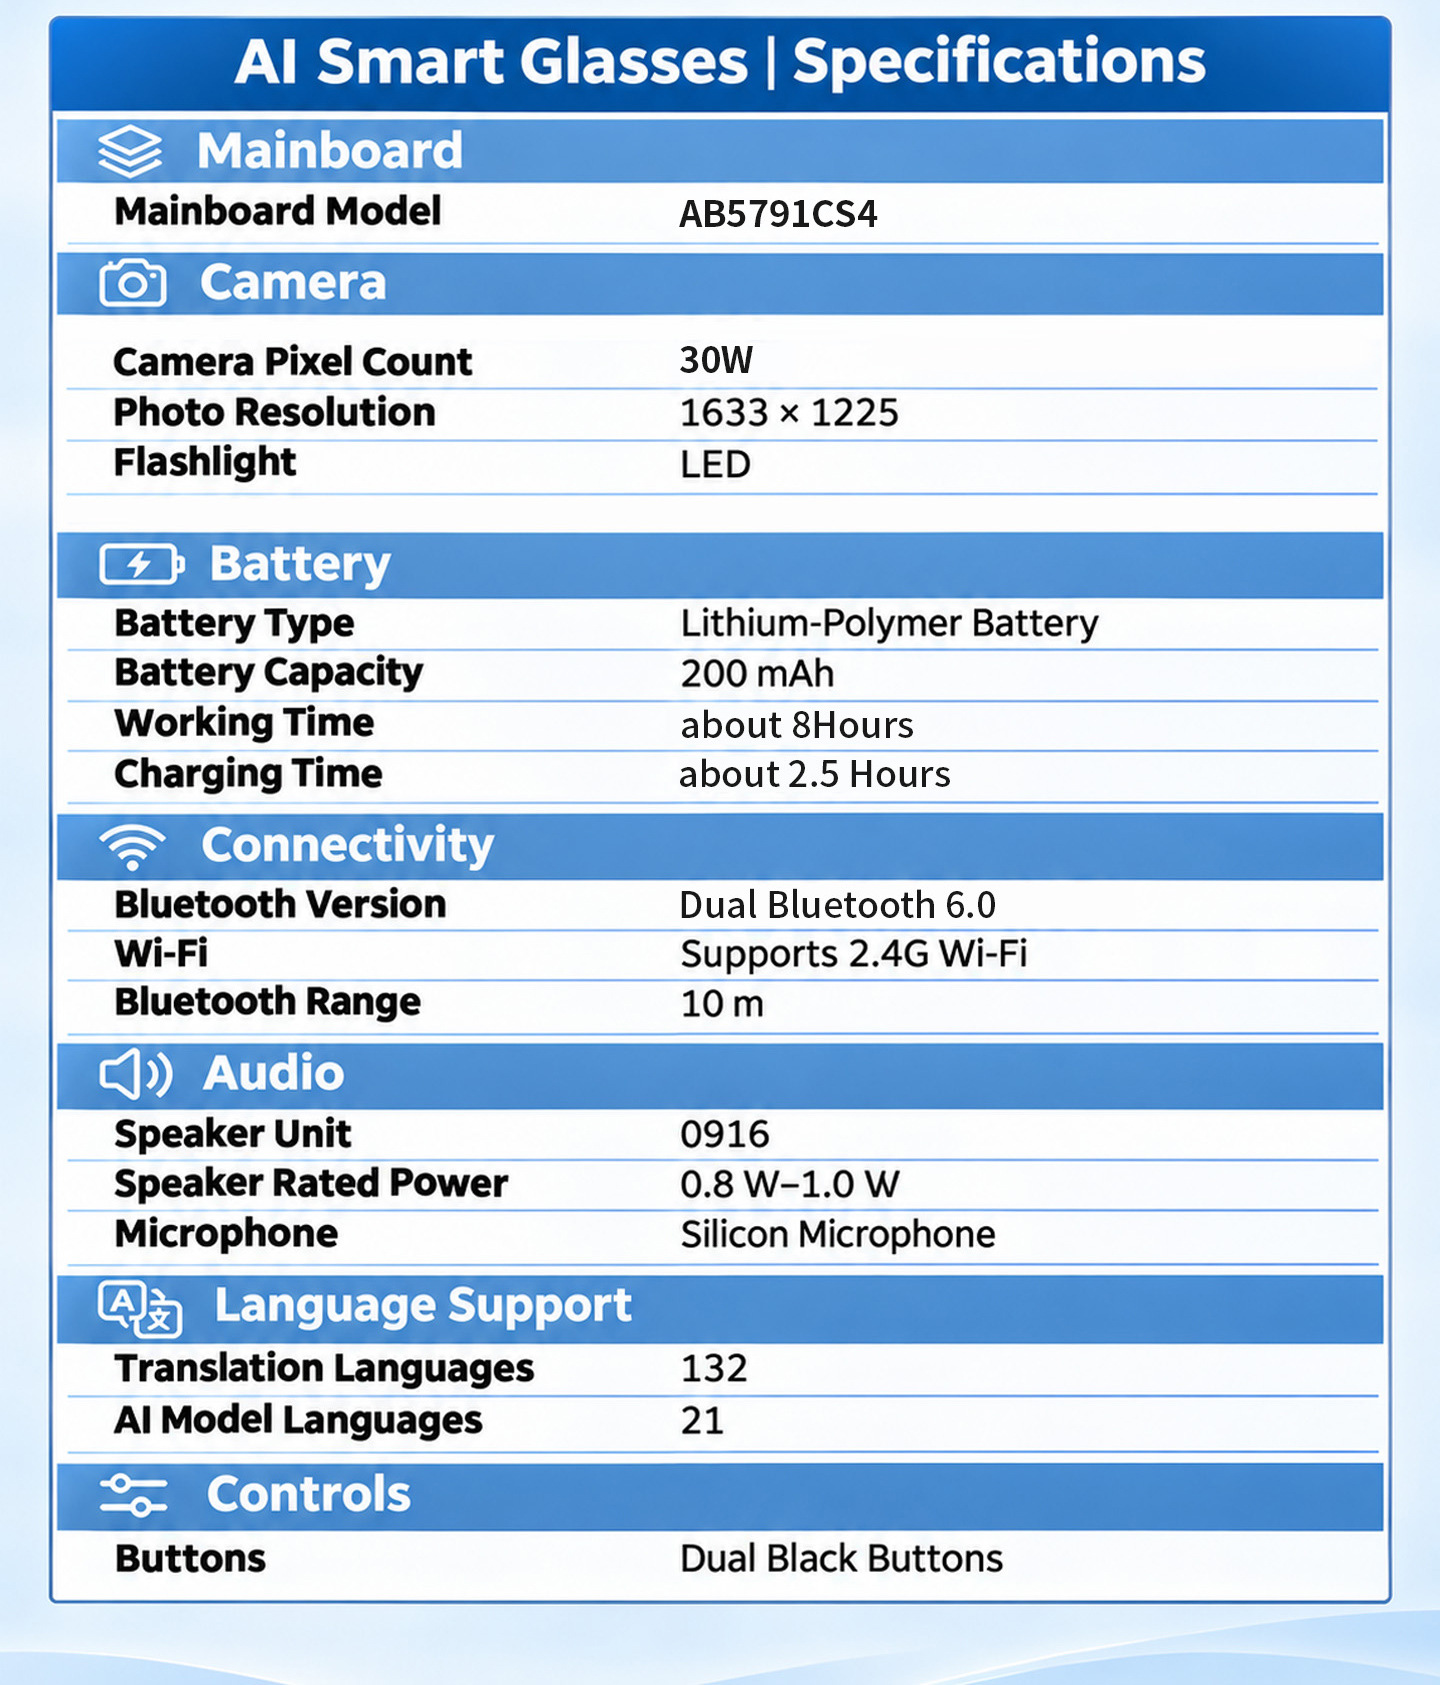 AI Smart Glasses | Specifications
Mainboard
Mainboard Model AB5791CS4
Camera
Camera Pixel Count 30W
Photo Resolution 1633 × 1225
Flashlight LED
Battery
Battery Type Lithium-Polymer Battery
Battery Capacity 200 mAh
Working Time about 8Hours
Charging Time about 2.5 Hours
Connectivity
Bluetooth Version Dual Bluetooth 6.0
Wi-Fi Supports 2.4G Wi-Fi
Bluetooth Range 10 m
Audio
Speaker Unit 0916
Speaker Rated Power 0.8 W–1.0 W
Microphone Silicon Microphone
A文 Language Support
Translation Languages 132
AI Model Languages 21
Controls
Buttons Dual Black Buttons